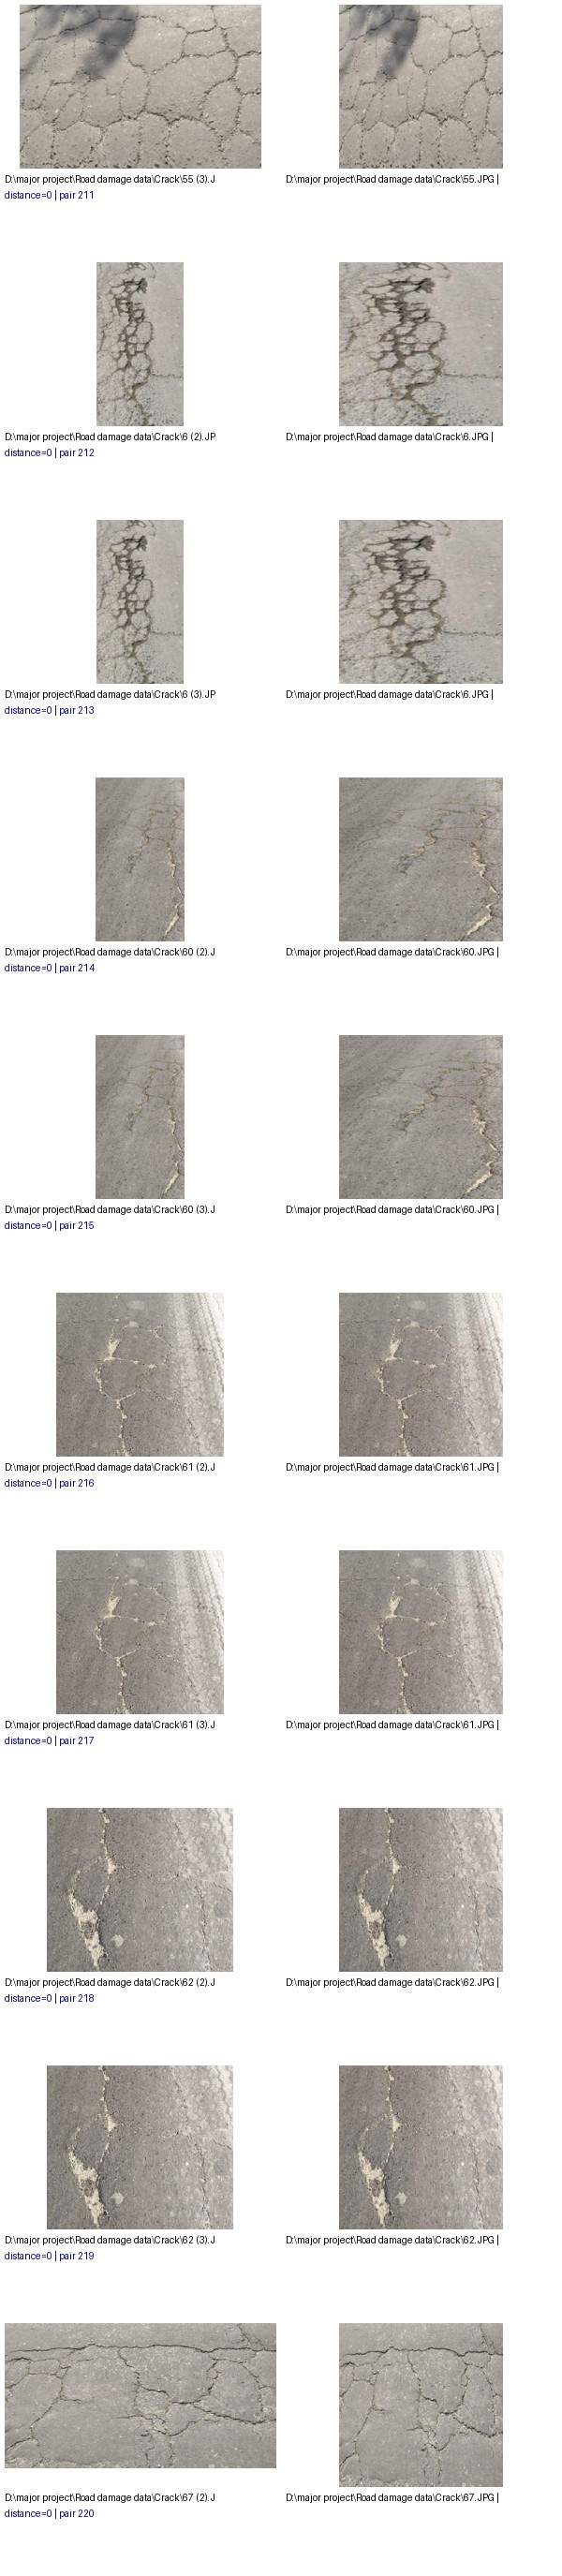 D:\major project\Road damage data\Crack\55 (3).J D:\major project\Road damage data\Crack\55.JPG |
distance=0 | pair 211
D:\major project\Road damage data\Crack\6 (2).JP D:\major project\Road damage data\Crack\6.JPG |
distance=0 | pair 212
D:\major project\Road damage data\Crack\6 (3).JP D:\major project\Road damage data\Crack\6.JPG |
distance=0 | pair 213
D:\major project\Road damage data\Crack\60 (2).J D:\major project\Road damage data\Crack\60.JPG |
distance=0 | pair 214
D:\major project\Road damage data\Crack\60 (3).J D:\major project\Road damage data\Crack\60.JPG |
distance=0 | pair 215
D:\major project\Road damage data\Crack\61 (2).J D:\major project\Road damage data\Crack\61.JPG |
distance=0 | pair 216
D:\major project\Road damage data\Crack\61 (3).J D:\major project\Road damage data\Crack\61.JPG |
distance=0 | pair 217
D:\major project\Road damage data\Crack\62 (2).J D:\major project\Road damage data\Crack\62.JPG |
distance=0 | pair 218
D:\major project\Road damage data\Crack\62 (3).J D:\major project\Road damage data\Crack\62.JPG |
distance=0 | pair 219
D:\major project\Road damage data\Crack\67 (2).J D:\major project\Road damage data\Crack\67.JPG |
distance=0 | pair 220